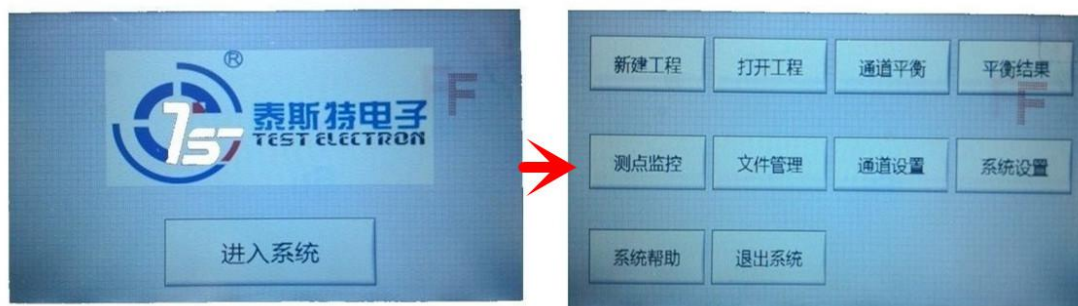 ®
泰斯特电子
TEST ELECTRON
进入系统
F
新建工程 打开工程 通道平衡 平衡结果
F
测点监控 文件管理 通道设置 系统设置
系统帮助 退出系统